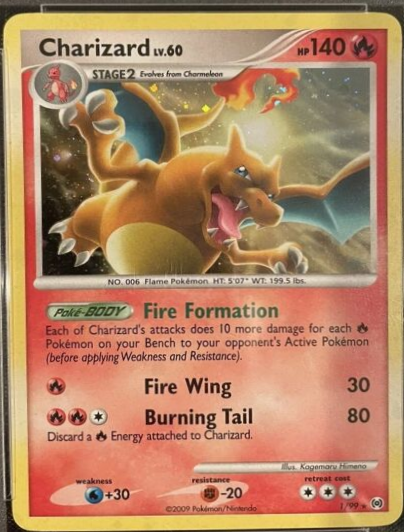 Charizard LV.60 HP 140
STAGE2 Evolves from Charmeleon
NO. 006 Flame Pokémon HT: 5'07" WT: 199.5 lbs.
Poké-BODY Fire Formation
Each of Charizard's attacks does 10 more damage for each
Pokémon on your Bench to your opponent's Active Pokémon
(before applying Weakness and Resistance).
Fire Wing 30
Burning Tail 80
Discard a Energy attached to Charizard.
Illus. Kagemaru Himeno
weakness resistance retreat cost
+30 -20
©2009 Pokémon/Nintendo 1/99